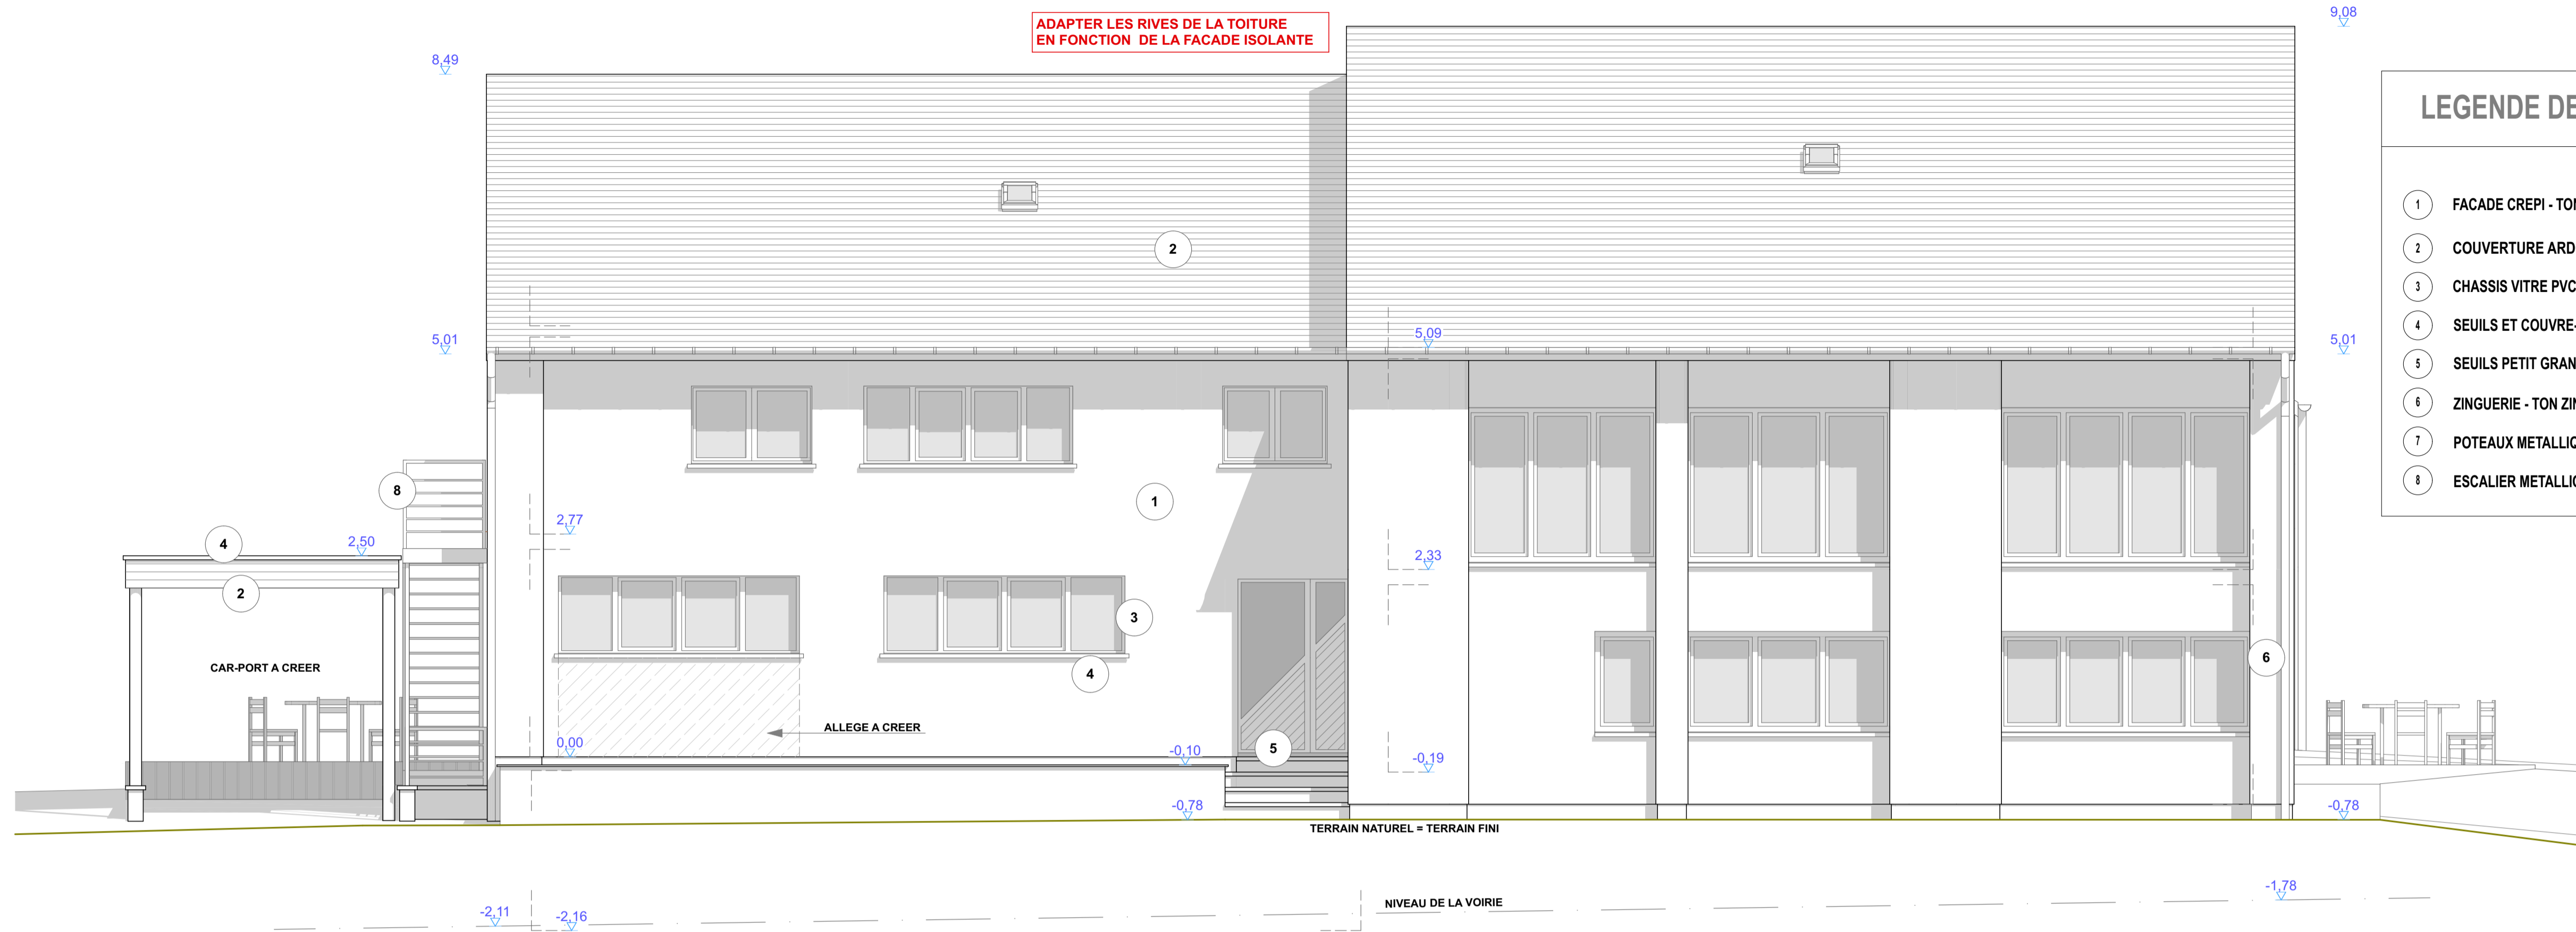 ADAPTER LES RIVES DE LA TOITURE
EN FONCTION DE LA FACADE ISOLANTE
9,08
8,49
LEGENDE DE
1 FACADE CREPI - TON
2 COUVERTURE ARD
3 CHASSIS VITRE PVC
4 SEUILS ET COUVRE-
5 SEUILS PETIT GRAN
6 ZINGUERIE - TON ZIN
7 POTEAUX METALLIQ
8 ESCALIER METALLIQ
2
5,01
5,09
5,01
8
1
2,77
4
2,50
2,33
2
3
6
CAR-PORT A CREER
4
ALLEGE A CREER
0,00
-0,10
5
-0,19
-0,78
-0,78
TERRAIN NATUREL = TERRAIN FINI
-1,78
NIVEAU DE LA VOIRIE
-2,11
-2,16